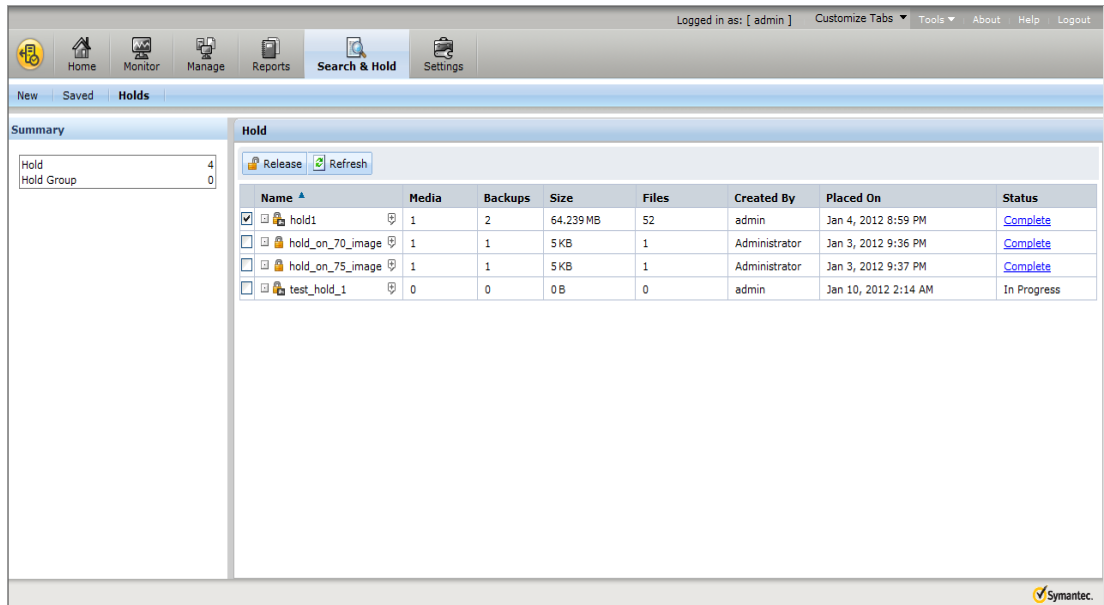 Logged in as: [ admin ] Customize Tabs Tools About Help Logout
Home Monitor Manage Reports Search & Hold Settings
New Saved Holds
Summary
Hold 4
Hold Group 0
Hold
Release Refresh
Name Media Backups Size Files Created By Placed On Status
hold1 1 2 64.239 MB 52 admin Jan 4, 2012 8:59 PM Complete
hold_on_70_image 1 1 5 KB 1 Administrator Jan 3, 2012 9:36 PM Complete
hold_on_75_image 1 1 5 KB 1 Administrator Jan 3, 2012 9:37 PM Complete
test_hold_1 0 0 0 B 0 admin Jan 10, 2012 2:14 AM In Progress
Symantec.